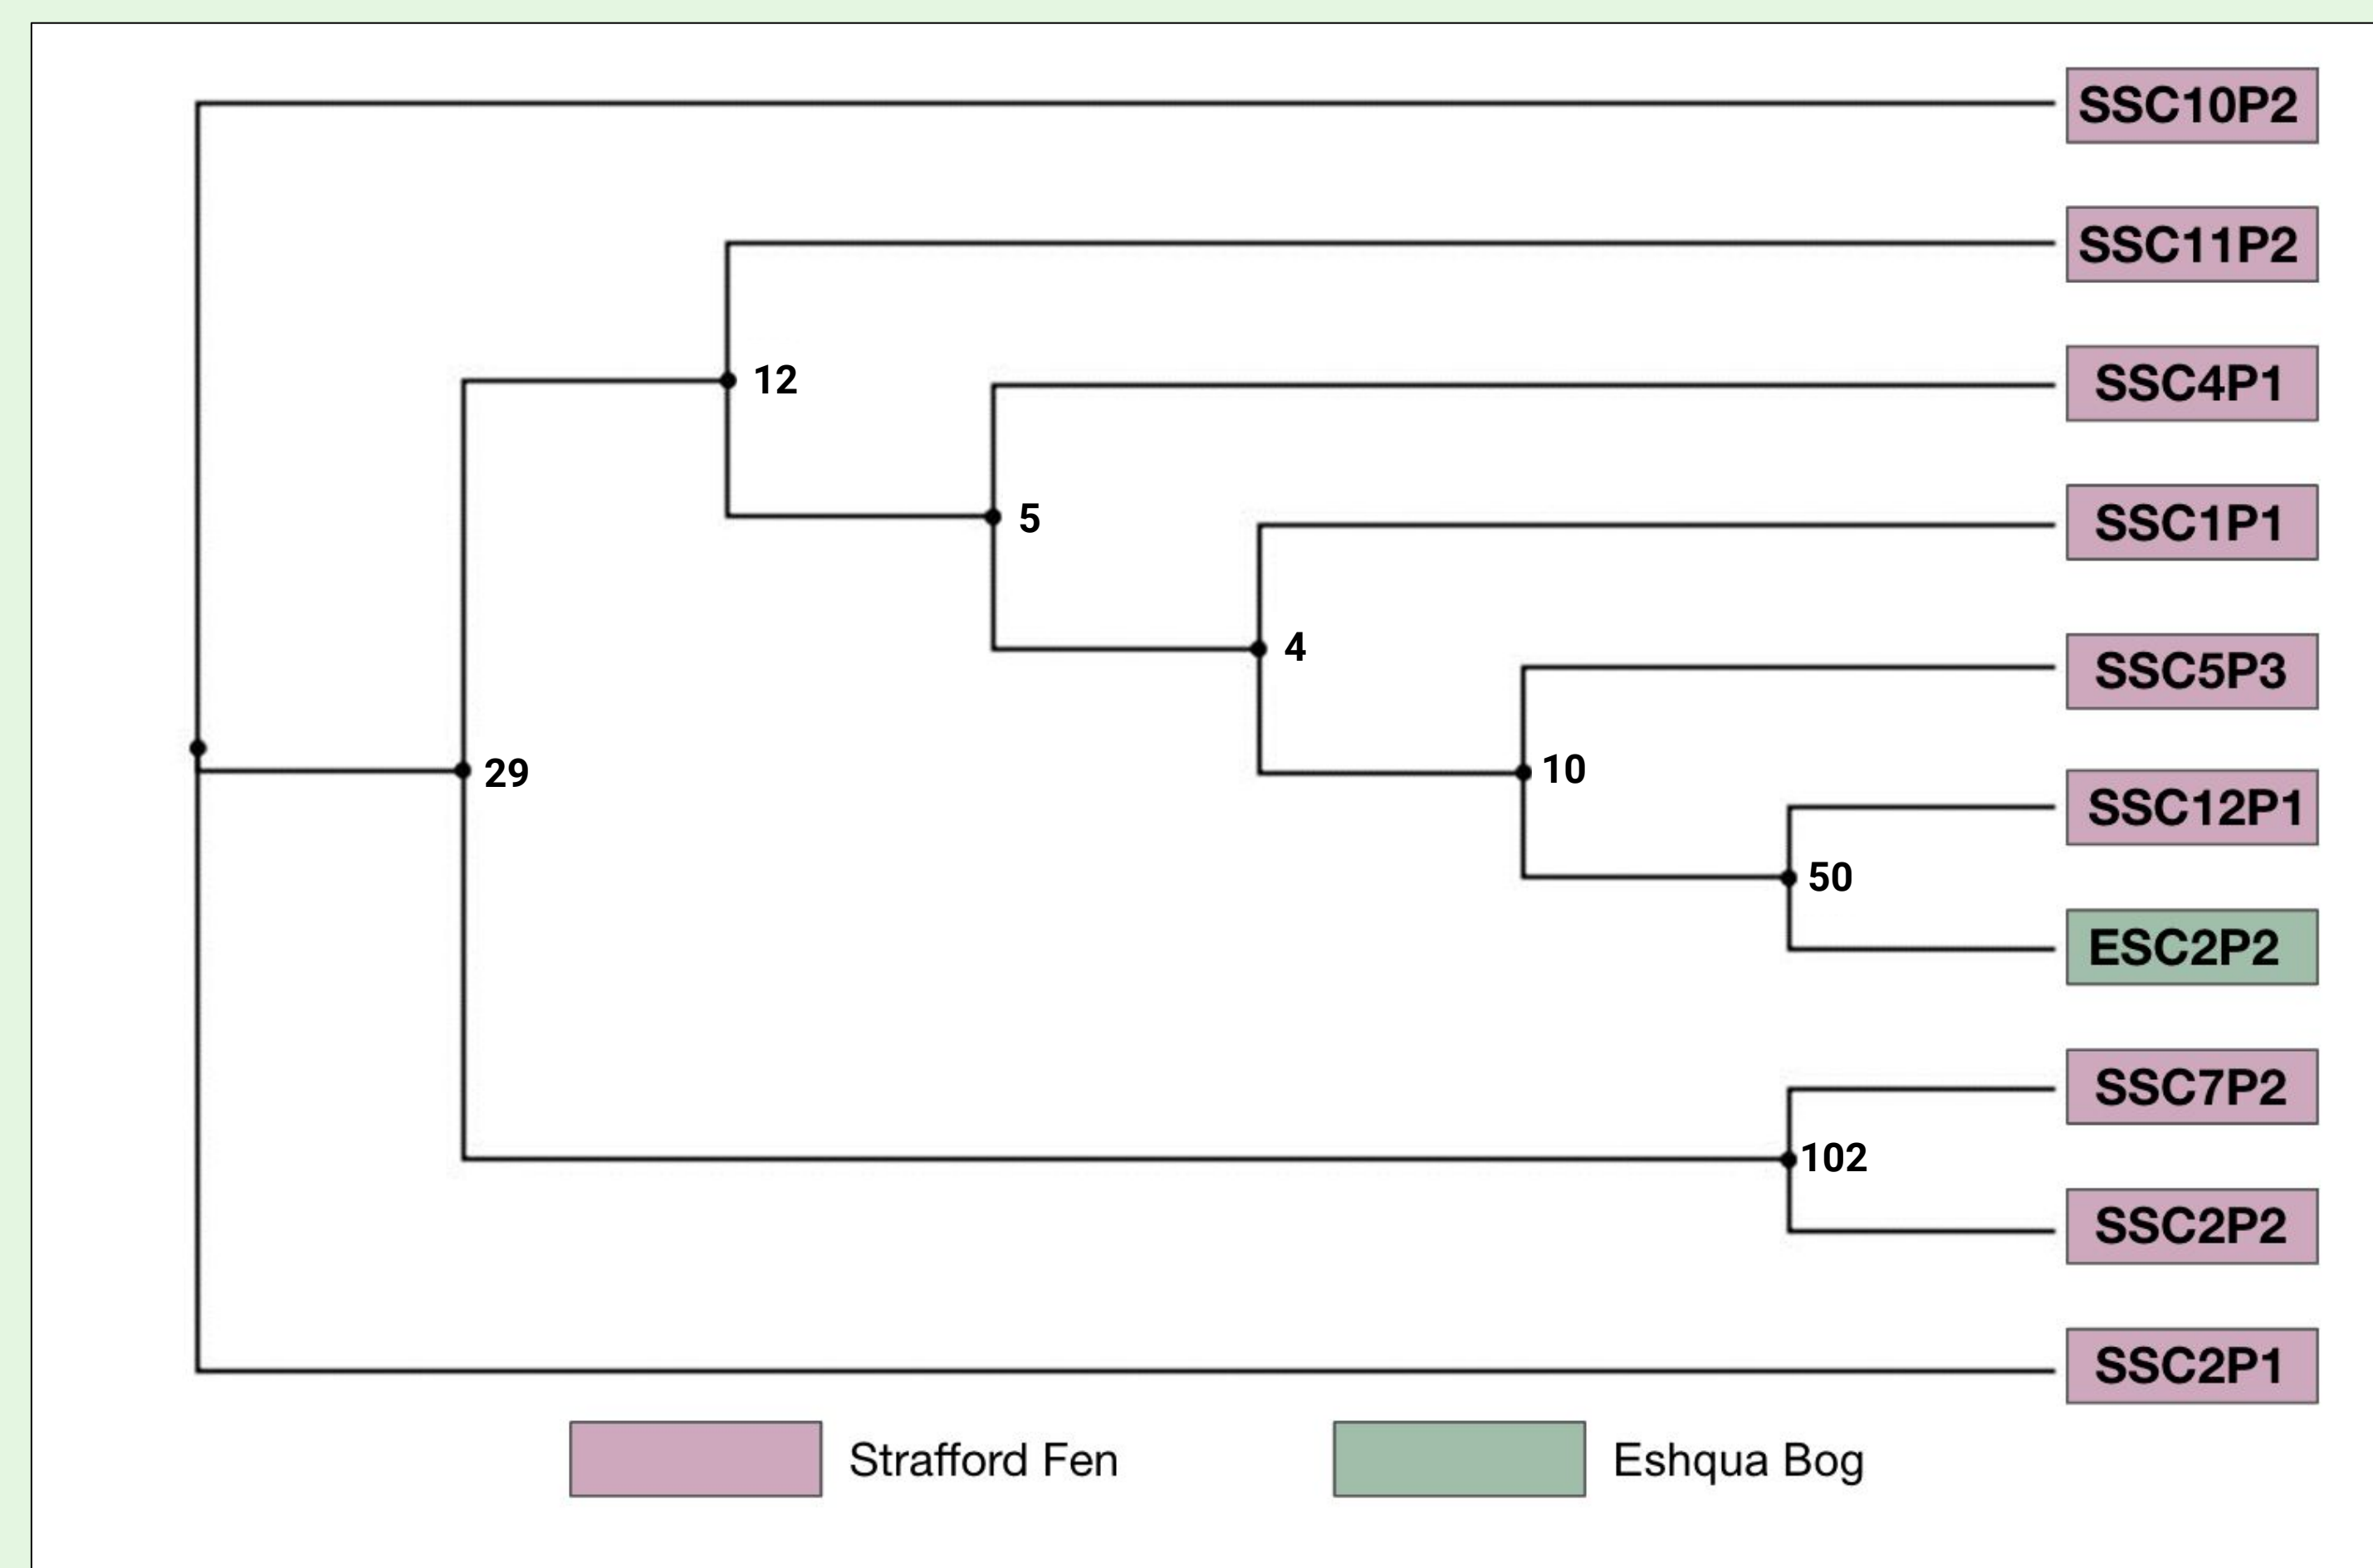 SSC10P2
SSC11P2
12
SSC4P1
5
SSC1P1
4
SSC5P3
10
29
SSC12P1
50
ESC2P2
SSC7P2
102
SSC2P2
SSC2P1
Strafford Fen
Eshqua Bog